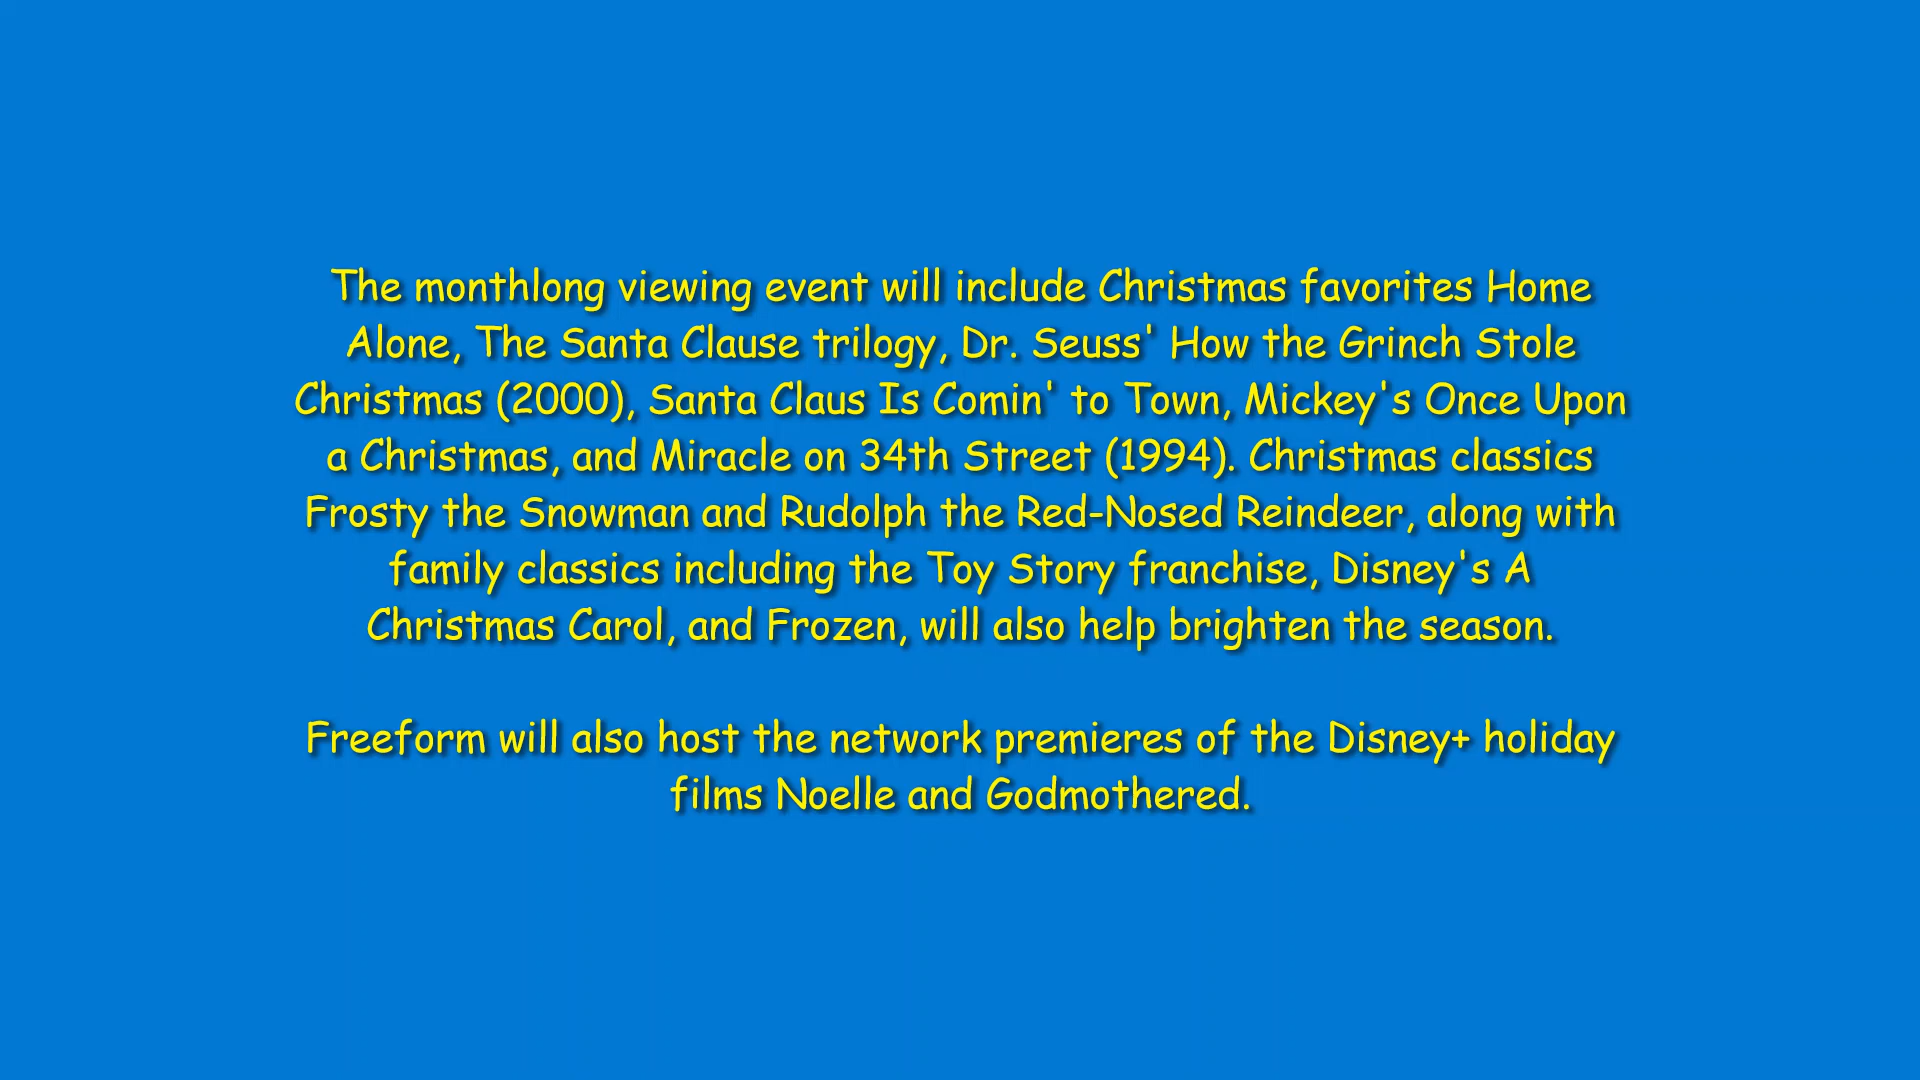 The monthlong viewing event will include Christmas favorites Home
Alone, The Santa Clause trilogy, Dr. Seuss' How the Grinch Stole
Christmas (2000), Santa Claus Is Comin' to Town, Mickey's Once Upon
a Christmas, and Miracle on 34th Street (1994). Christmas classics
Frosty the Snowman and Rudolph the Red-Nosed Reindeer, along with
family classics including the Toy Story franchise, Disney's A
Christmas Carol, and Frozen, will also help brighten the season.
Freeform will also host the network premieres of the Disney+ holiday
films Noelle and Godmothered.